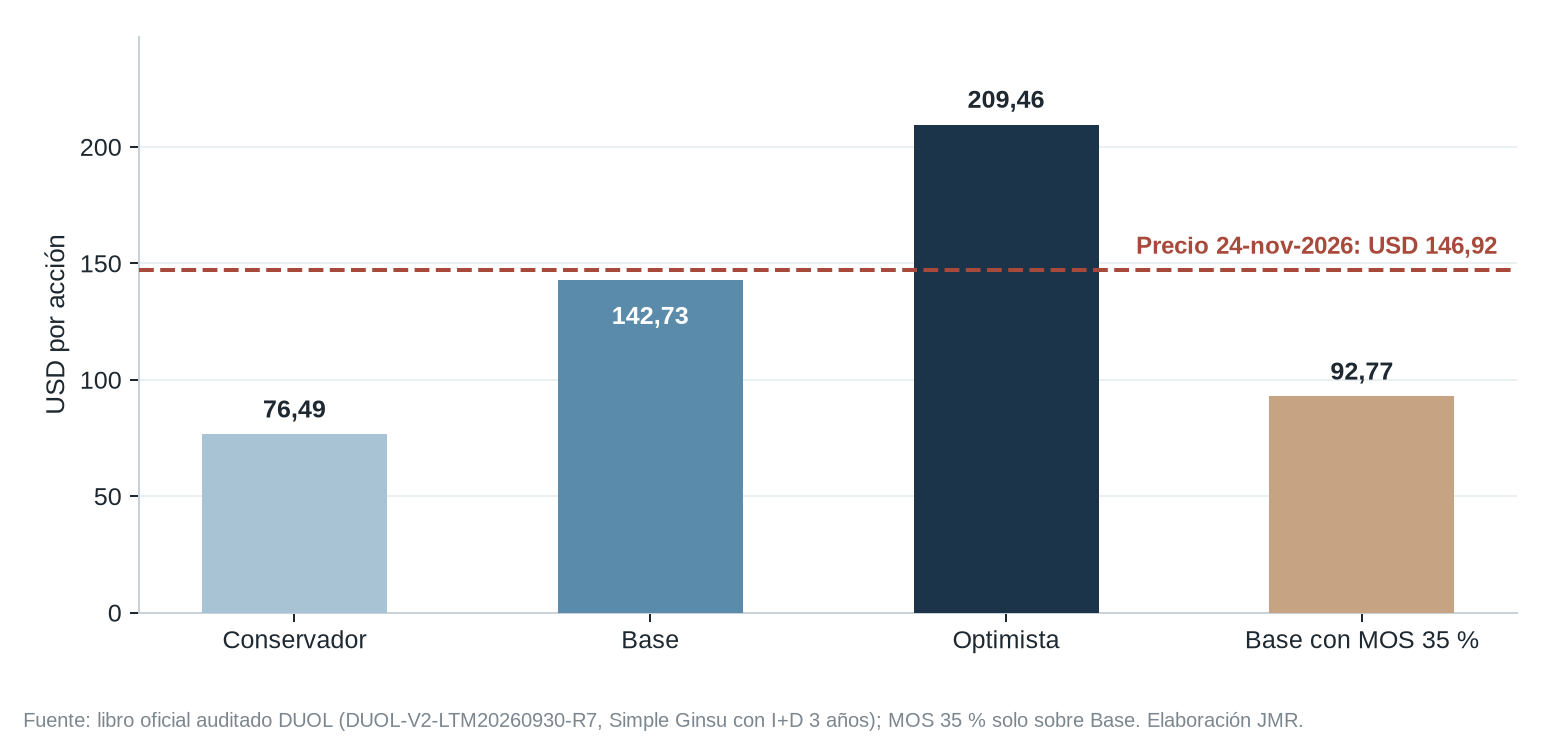 209,46
200
Precio 24-nov-2026: USD 146,92
150
142,73
USD por acción
100
92,77
76,49
50
0
Conservador
Base
Optimista
Base con MOS 35 %
Fuente: libro oficial auditado DUOL (DUOL-V2-LTM20260930-R7, Simple Ginsu con I+D 3 años); MOS 35 % solo sobre Base. Elaboración JMR.